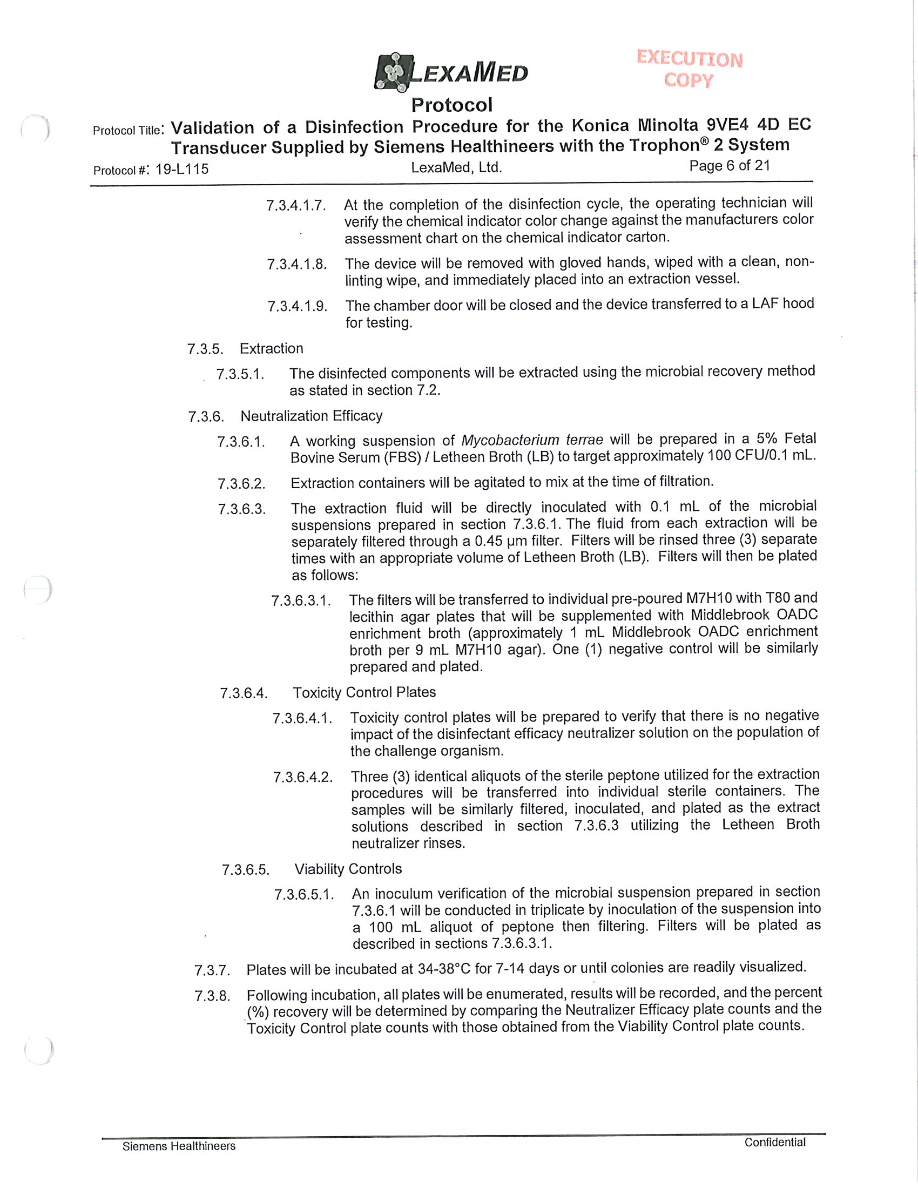 LEXAMED
EXECUTION
COPY
Protocol
Protocol Title: Validation of a Disinfection Procedure for the Konica Minolta 9VE4 4D EC
Transducer Supplied by Siemens Healthineers with the Trophon® 2 System
Protocol #: 19-L115 LexaMed, Ltd. Page 6 of 21
7.3.4.1.7. At the completion of the disinfection cycle, the operating technician will
verify the chemical indicator color change against the manufacturers color
assessment chart on the chemical indicator carton.
7.3.4.1.8. The device will be removed with gloved hands, wiped with a clean, non-
linting wipe, and immediately placed into an extraction vessel.
7.3.4.1.9. The chamber door will be closed and the device transferred to a LAF hood
for testing.
7.3.5. Extraction
7.3.5.1. The disinfected components will be extracted using the microbial recovery method
as stated in section 7.2.
7.3.6. Neutralization Efficacy
7.3.6.1. A working suspension of Mycobacterium terrae will be prepared in a 5% Fetal
Bovine Serum (FBS) / Letheen Broth (LB) to target approximately 100 CFU/0.1 mL.
7.3.6.2. Extraction containers will be agitated to mix at the time of filtration.
7.3.6.3. The extraction fluid will be directly inoculated with 0.1 mL of the microbial
suspensions prepared in section 7.3.6.1. The fluid from each extraction will be
separately filtered through a 0.45 µm filter. Filters will be rinsed three (3) separate
times with an appropriate volume of Letheen Broth (LB). Filters will then be plated
as follows:
7.3.6.3.1. The filters will be transferred to individual pre-poured M7H10 with T80 and
lecithin agar plates that will be supplemented with Middlebrook OADC
enrichment broth (approximately 1 mL Middlebrook OADC enrichment
broth per 9 mL M7H10 agar). One (1) negative control will be similarly
prepared and plated.
7.3.6.4. Toxicity Control Plates
7.3.6.4.1. Toxicity control plates will be prepared to verify that there is no negative
impact of the disinfectant efficacy neutralizer solution on the population of
the challenge organism.
7.3.6.4.2. Three (3) identical aliquots of the sterile peptone utilized for the extraction
procedures will be transferred into individual sterile containers. The
samples will be similarly filtered, inoculated, and plated as the extract
solutions described in section 7.3.6.3 utilizing the Letheen Broth
neutralizer rinses.
7.3.6.5. Viability Controls
7.3.6.5.1. An inoculum verification of the microbial suspension prepared in section
7.3.6.1 will be conducted in triplicate by inoculation of the suspension into
a 100 mL aliquot of peptone then filtering. Filters will be plated as
described in sections 7.3.6.3.1.
7.3.7. Plates will be incubated at 34-38°C for 7-14 days or until colonies are readily visualized.
7.3.8. Following incubation, all plates will be enumerated, results will be recorded, and the percent
(%) recovery will be determined by comparing the Neutralizer Efficacy plate counts and the
Toxicity Control plate counts with those obtained from the Viability Control plate counts.
Siemens Healthineers Confidential